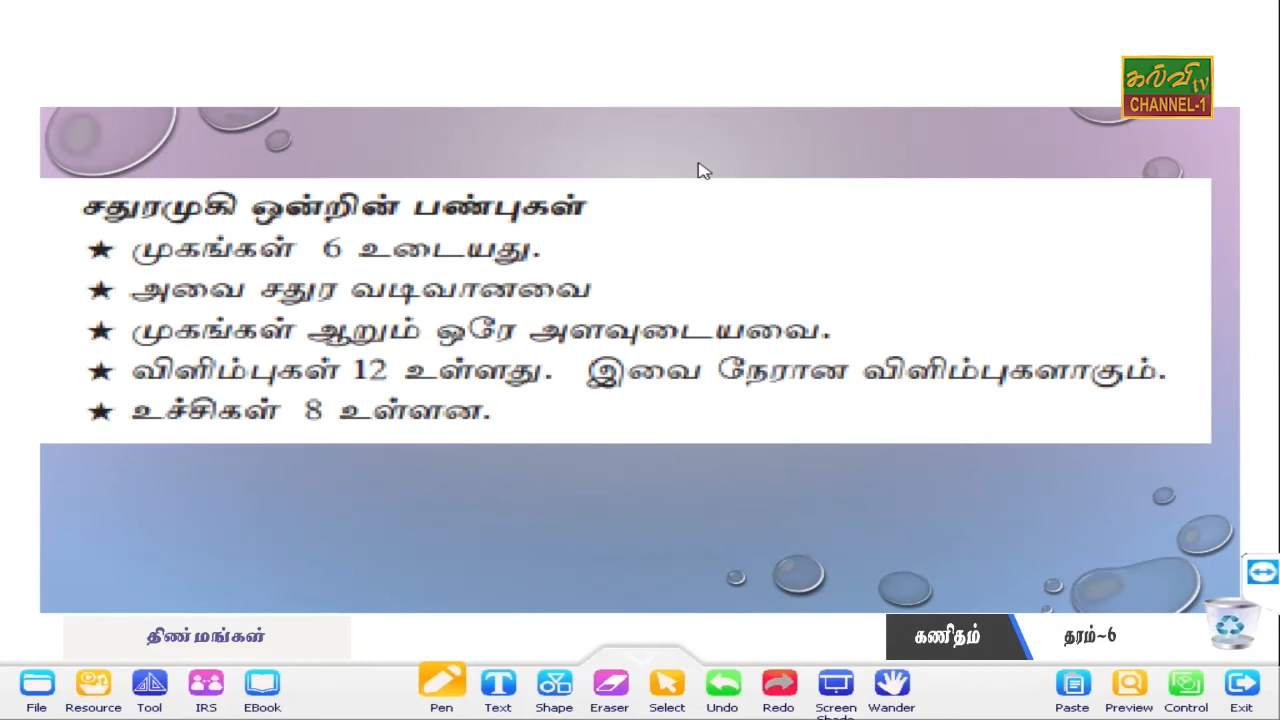 கல்வி tv
CHANNEL-1
சதுரமுகி ஒன்றின் பண்புகள்
★ முகங்கள் 6 உடையது.
★ அவை சதுர வடிவானவை
★ முகங்கள் ஆறும் ஒரே அளவுடையவை.
★ விளிம்புகள் 12 உள்ளது. இவை நேரான விளிம்புகளாகும்.
★ உச்சிகள் 8 உள்ளன.
திண்மங்கள் கணிதம் தரம்-6
File Resource Tool IRS EBook Pen Text Shape Eraser Select Undo Redo Screen Shade Wander Paste Preview Control Exit